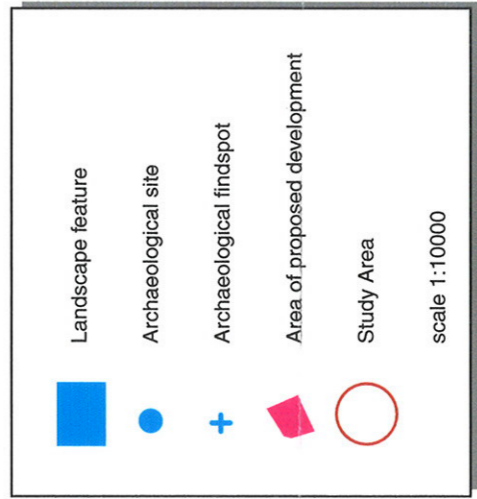 Landscape feature
Archaeological site
Archaeological findspot
Area of proposed development
Study Area
scale 1:10000